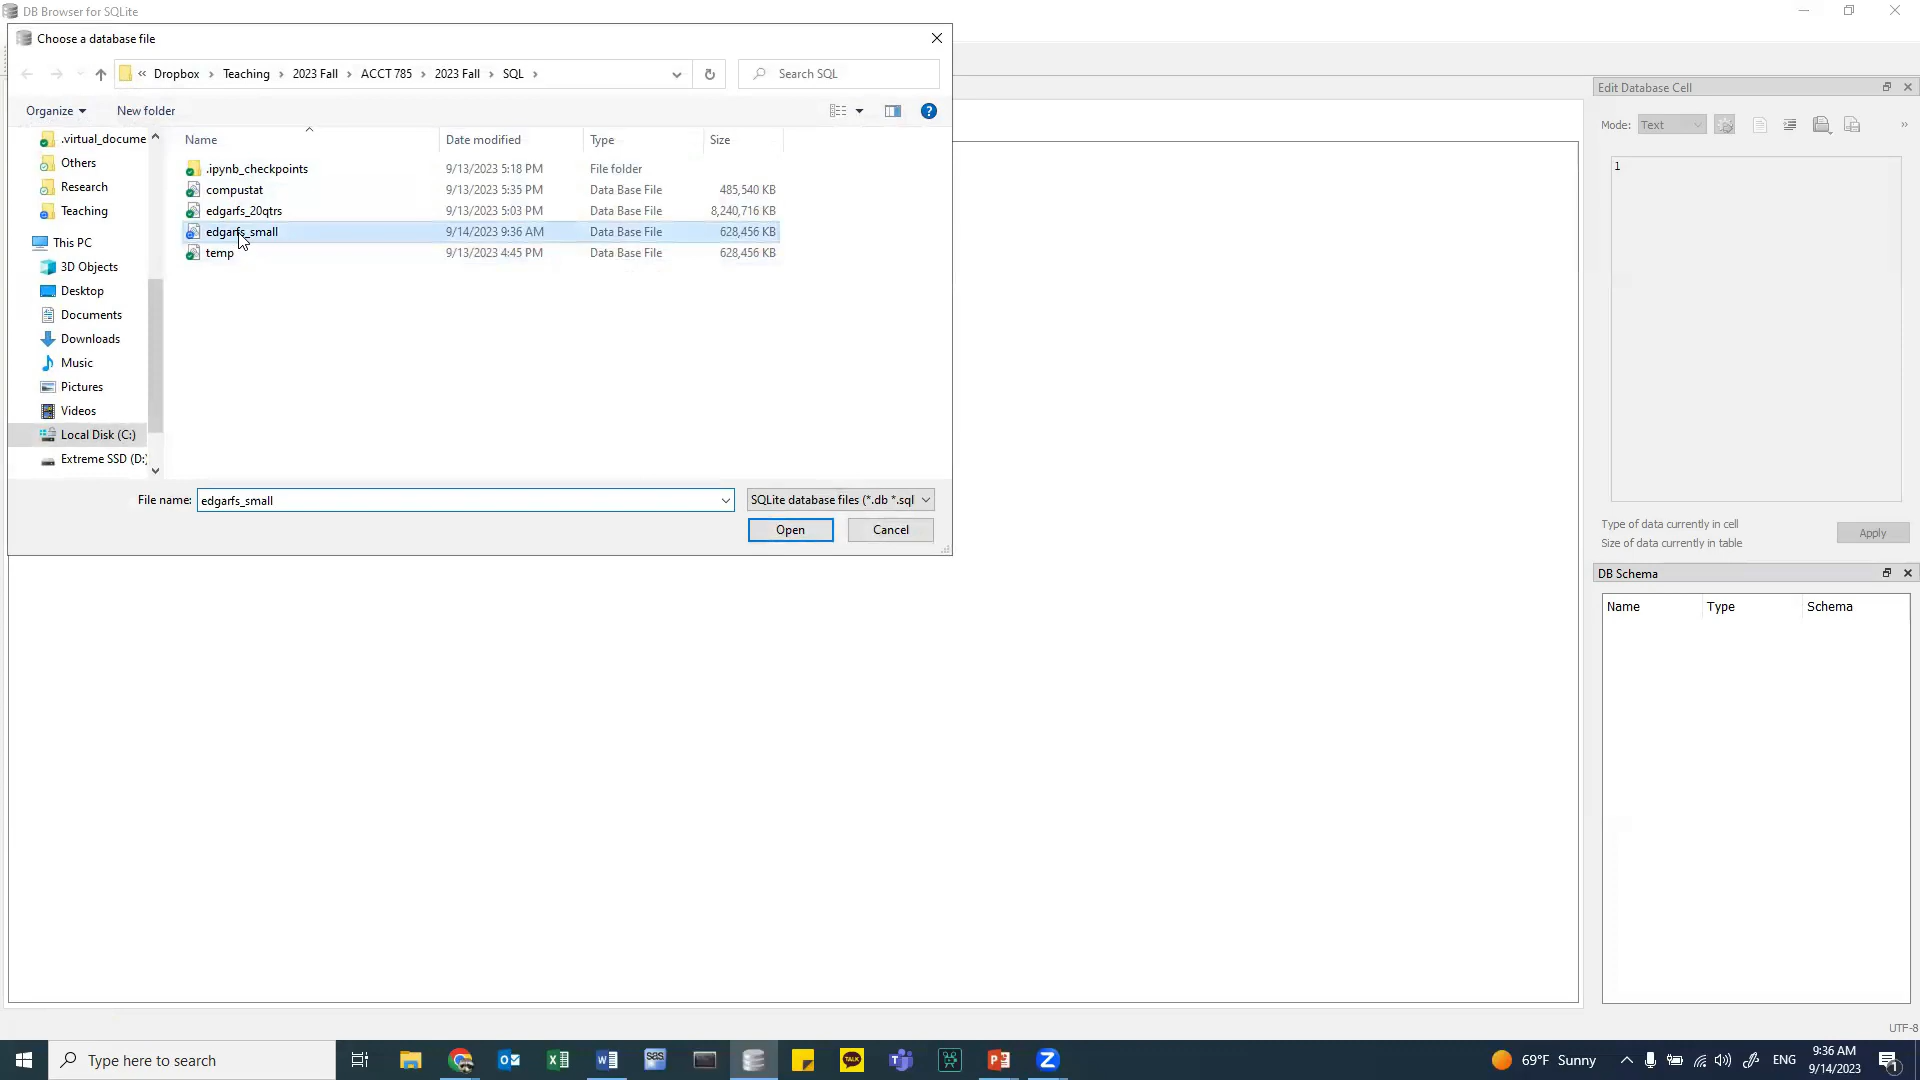 DB Browser for SQLite
Choose a database file
« Dropbox › Teaching › 2023 Fall › ACCT 785 › 2023 Fall › SQL ›
Search SQL
Organize
New folder
Name Date modified Type Size
.ipynb_checkpoints 9/13/2023 5:18 PM File folder
compustat 9/13/2023 5:35 PM Data Base File 485,540 KB
edgarfs_20qtrs 9/13/2023 5:03 PM Data Base File 8,240,716 KB
edgarfs_small 9/14/2023 9:36 AM Data Base File 628,456 KB
temp 9/13/2023 4:45 PM Data Base File 628,456 KB
.virtual_docume
Others
Research
Teaching
This PC
3D Objects
Desktop
Documents
Downloads
Music
Pictures
Videos
Local Disk (C:)
Extreme SSD (D:)
File name: edgarfs_small
SQLite database files (*.db *.sql
Open
Cancel
Edit Database Cell
Mode: Text
»
1
Type of data currently in cell
Size of data currently in table
Apply
DB Schema
Name Type Schema
UTF-8
Type here to search
sas
TALK
69°F Sunny
ENG
9:36 AM
9/14/2023
1